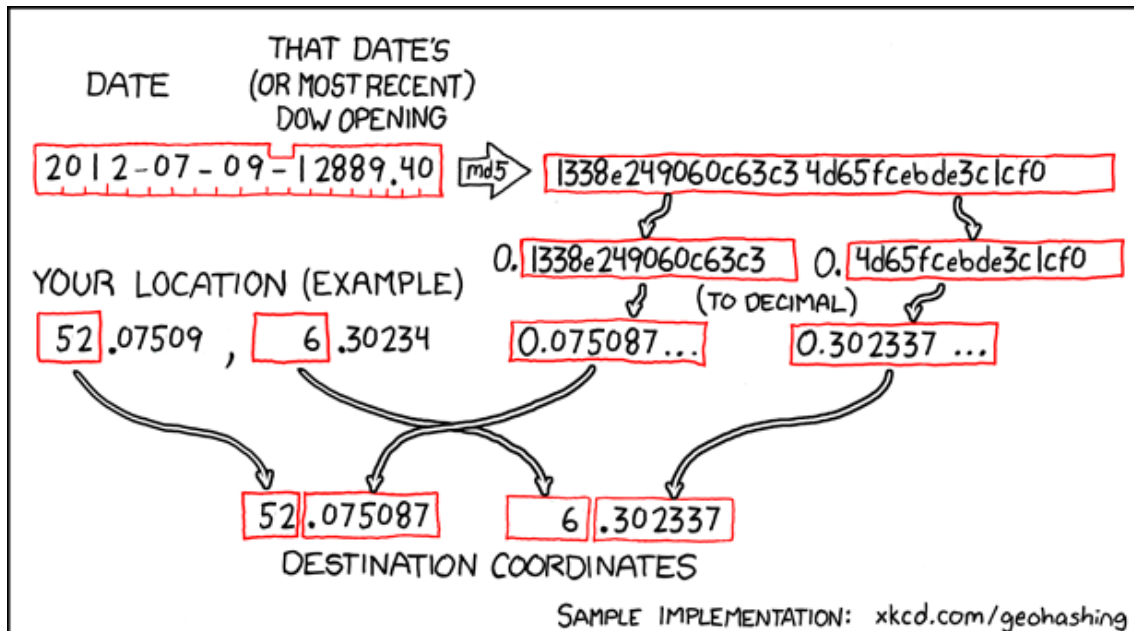 DATE
THAT DATE'S
(OR MOST RECENT)
DOW OPENING
2012-07-09-12889.40
md5
1338e249060c63c34d65fcebde3c1cf0
0.1338e249060c63c3
0.4d65fcebde3c1cf0
(TO DECIMAL)
YOUR LOCATION (EXAMPLE)
52.07509, 6.30234
0.075087...
0.302337...
52.075087
6.302337
DESTINATION COORDINATES
SAMPLE IMPLEMENTATION: xkcd.com/geohashing